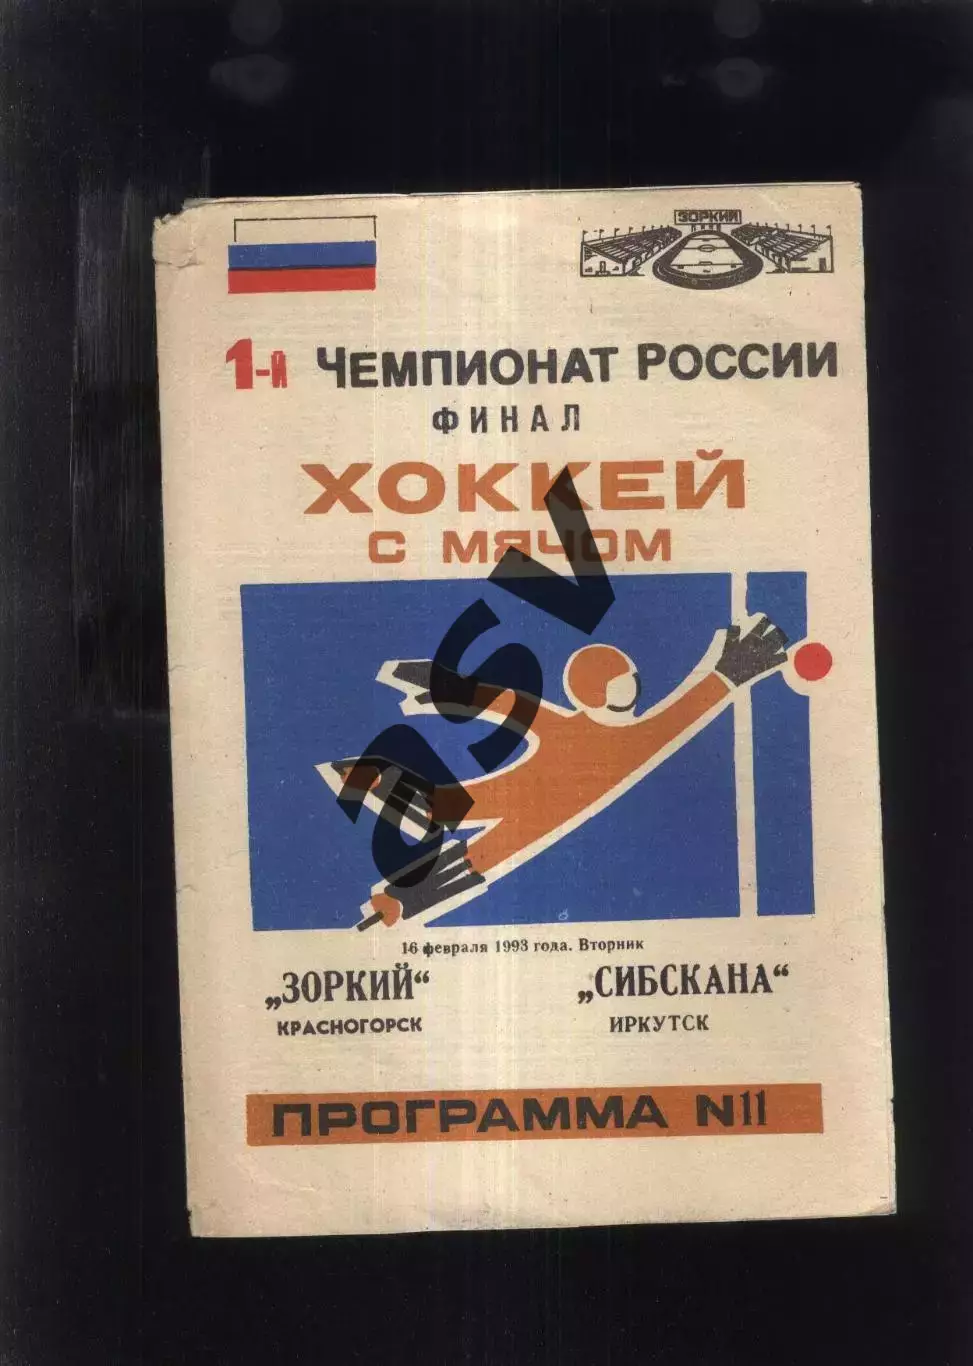 ЗОРКИЙ
1-й ЧЕМПИОНАТ РОССИИ
ФИНАЛ
ХОККЕЙ
С МЯЧОМ
asv
16 февраля 1993 года. Вторник
„ЗОРКИЙ“ „СИБСКАНА“
КРАСНОГОРСК ИРКУТСК
ПРОГРАММА N11